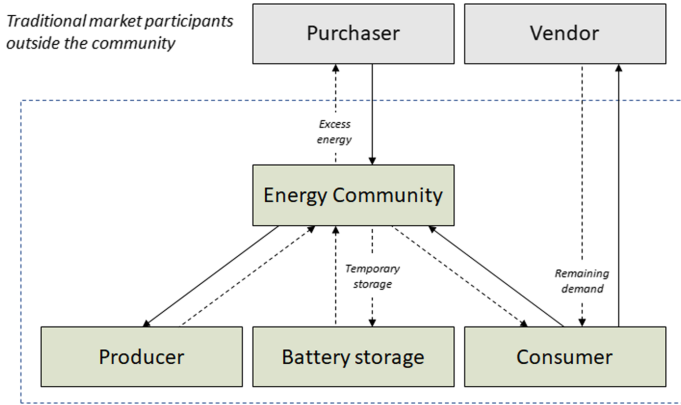 Traditional market participants
outside the community
Purchaser
Vendor
Excess
energy
Energy Community
Temporary
storage
Remaining
demand
Producer
Battery storage
Consumer